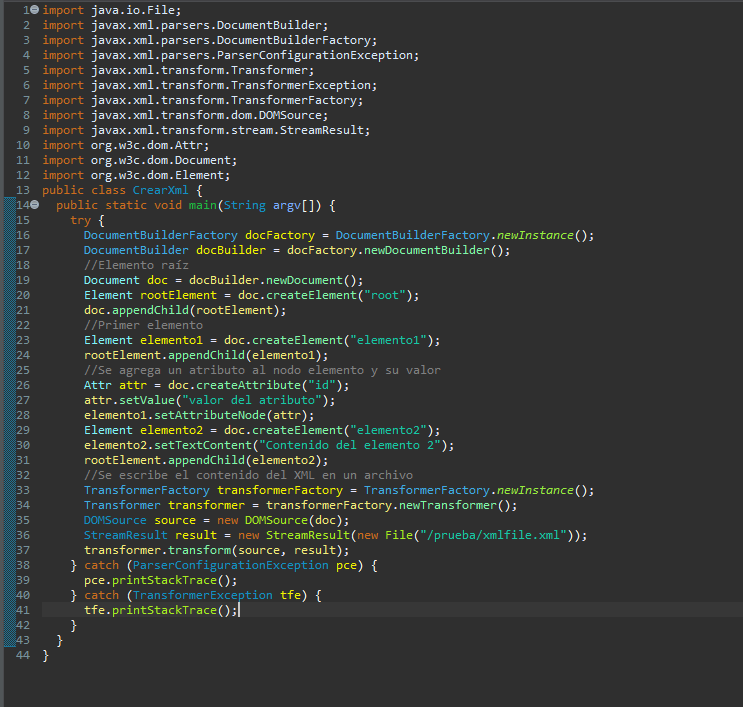 1 import java.io.File;
2 import javax.xml.parsers.DocumentBuilder;
3 import javax.xml.parsers.DocumentBuilderFactory;
4 import javax.xml.parsers.ParserConfigurationException;
5 import javax.xml.transform.Transformer;
6 import javax.xml.transform.TransformerException;
7 import javax.xml.transform.TransformerFactory;
8 import javax.xml.transform.dom.DOMSource;
9 import javax.xml.transform.stream.StreamResult;
10 import org.w3c.dom.Attr;
11 import org.w3c.dom.Document;
12 import org.w3c.dom.Element;
13 public class CrearXml {
14   public static void main(String argv[]) {
15     try {
16       DocumentBuilderFactory docFactory = DocumentBuilderFactory.newInstance();
17       DocumentBuilder docBuilder = docFactory.newDocumentBuilder();
18       //Elemento raíz
19       Document doc = docBuilder.newDocument();
20       Element rootElement = doc.createElement("root");
21       doc.appendChild(rootElement);
22       //Primer elemento
23       Element elemento1 = doc.createElement("elemento1");
24       rootElement.appendChild(elemento1);
25       //Se agrega un atributo al nodo elemento y su valor
26       Attr attr = doc.createAttribute("id");
27       attr.setValue("valor del atributo");
28       elemento1.setAttributeNode(attr);
29       Element elemento2 = doc.createElement("elemento2");
30       elemento2.setTextContent("Contenido del elemento 2");
31       rootElement.appendChild(elemento2);
32       //Se escribe el contenido del XML en un archivo
33       TransformerFactory transformerFactory = TransformerFactory.newInstance();
34       Transformer transformer = transformerFactory.newTransformer();
35       DOMSource source = new DOMSource(doc);
36       StreamResult result = new StreamResult(new File("/prueba/xmlfile.xml"));
37       transformer.transform(source, result);
38     } catch (ParserConfigurationException pce) {
39       pce.printStackTrace();
40     } catch (TransformerException tfe) {
41       tfe.printStackTrace();
42     }
43   }
44 }